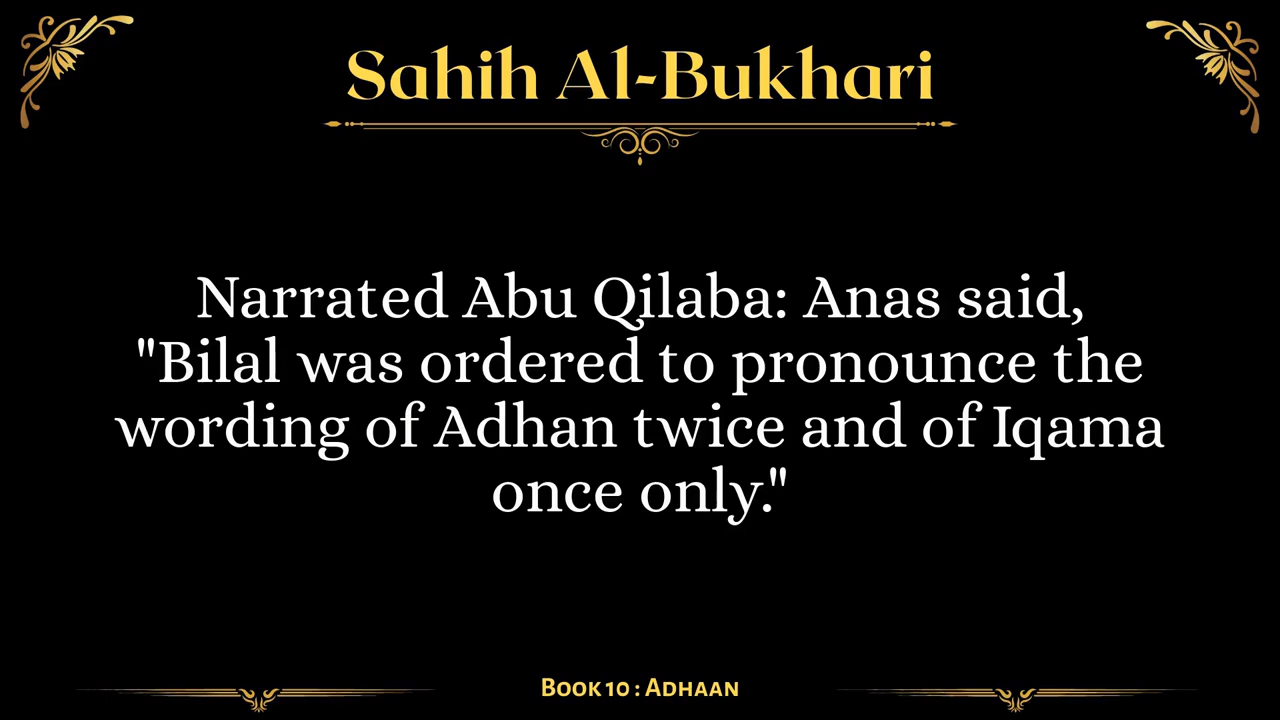 Sahih Al-Bukhari
Narrated Abu Qilaba: Anas said,
"Bilal was ordered to pronounce the
wording of Adhan twice and of Iqama
once only."
Book 10 : Adhaan